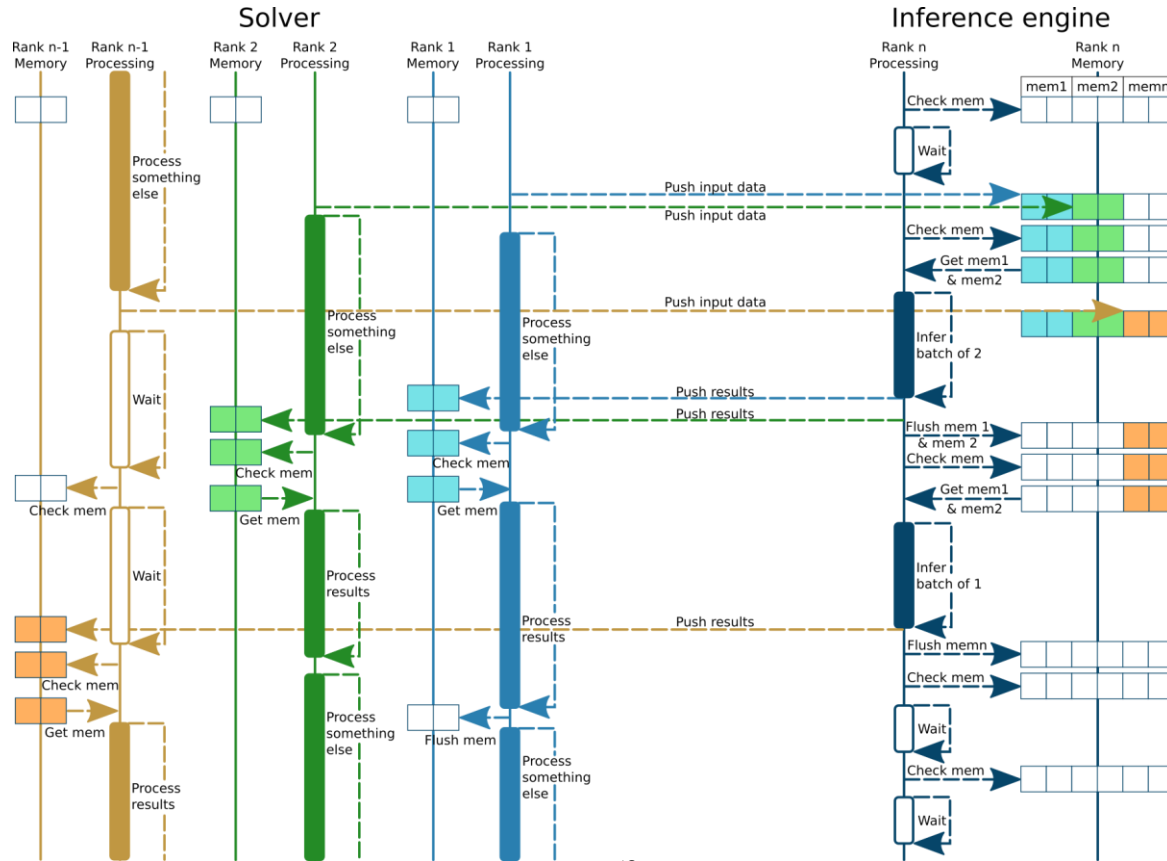 Solver
Inference engine
Rank n-1
Memory
Rank n-1
Processing
Rank 2
Memory
Rank 2
Processing
Rank 1
Memory
Rank 1
Processing
Rank n
Processing
Rank n
Memory
mem1
mem2
memn
Check mem
Wait
Process
something
else
Push input data
Push input data
Check mem
Get mem1
& mem2
Push input data
Process
something
else
Process
something
else
Infer
batch of 2
Wait
Push results
Push results
Flush mem 1
& mem 2
Check mem
Check mem
Check mem
Check mem
Get mem
Get mem
Get mem1
& mem2
Wait
Process
results
Process
results
Infer
batch of 1
Push results
Flush memn
Check mem
Check mem
Get mem
Flush mem
Process
something
else
Wait
Process
something
else
Check mem
Process
results
Wait